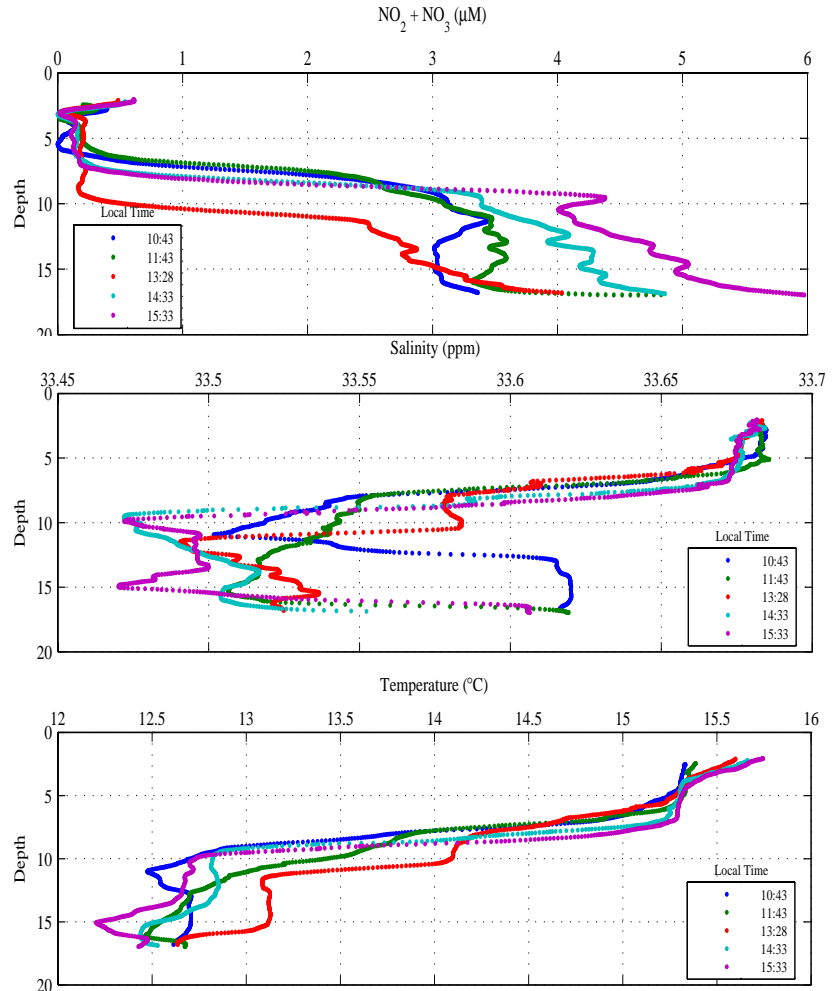 NO2 + NO3 (µM)
0 1 2 3 4 5 6
0
5
10
15
20
Depth
Local Time
10:43
11:43
13:28
14:33
15:33
Salinity (ppm)
33.45 33.5 33.55 33.6 33.65 33.7
0
5
10
15
20
Depth
Local Time
10:43
11:43
13:28
14:33
15:33
Temperature (°C)
12 12.5 13 13.5 14 14.5 15 15.5 16
0
5
10
15
20
Depth
Local Time
10:43
11:43
13:28
14:33
15:33